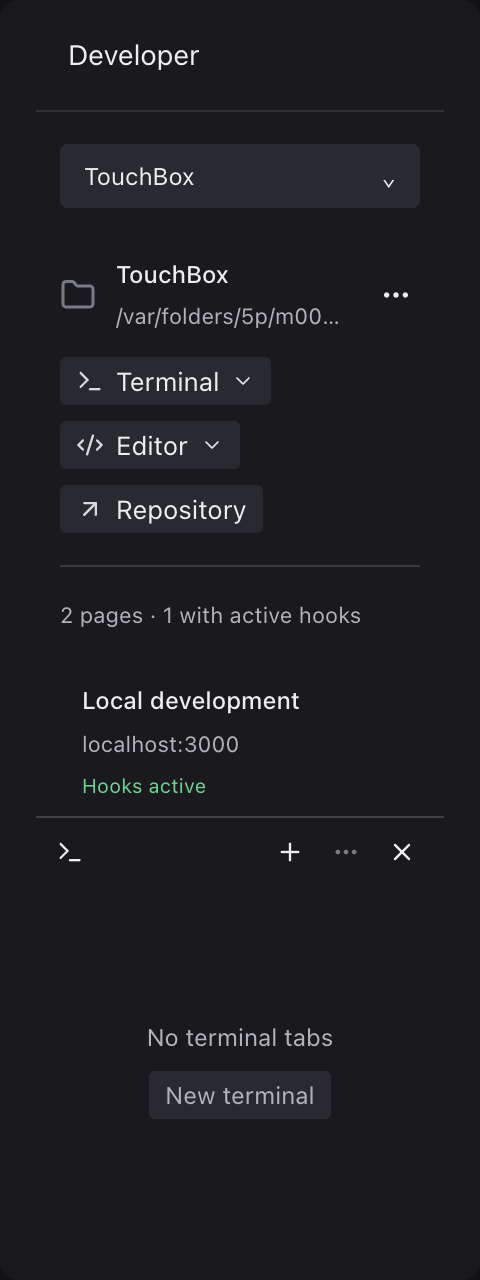 Developer
TouchBox
TouchBox
/var/folders/5p/m00...
Terminal
Editor
Repository
2 pages · 1 with active hooks
Local development
localhost:3000
Hooks active
No terminal tabs
New terminal